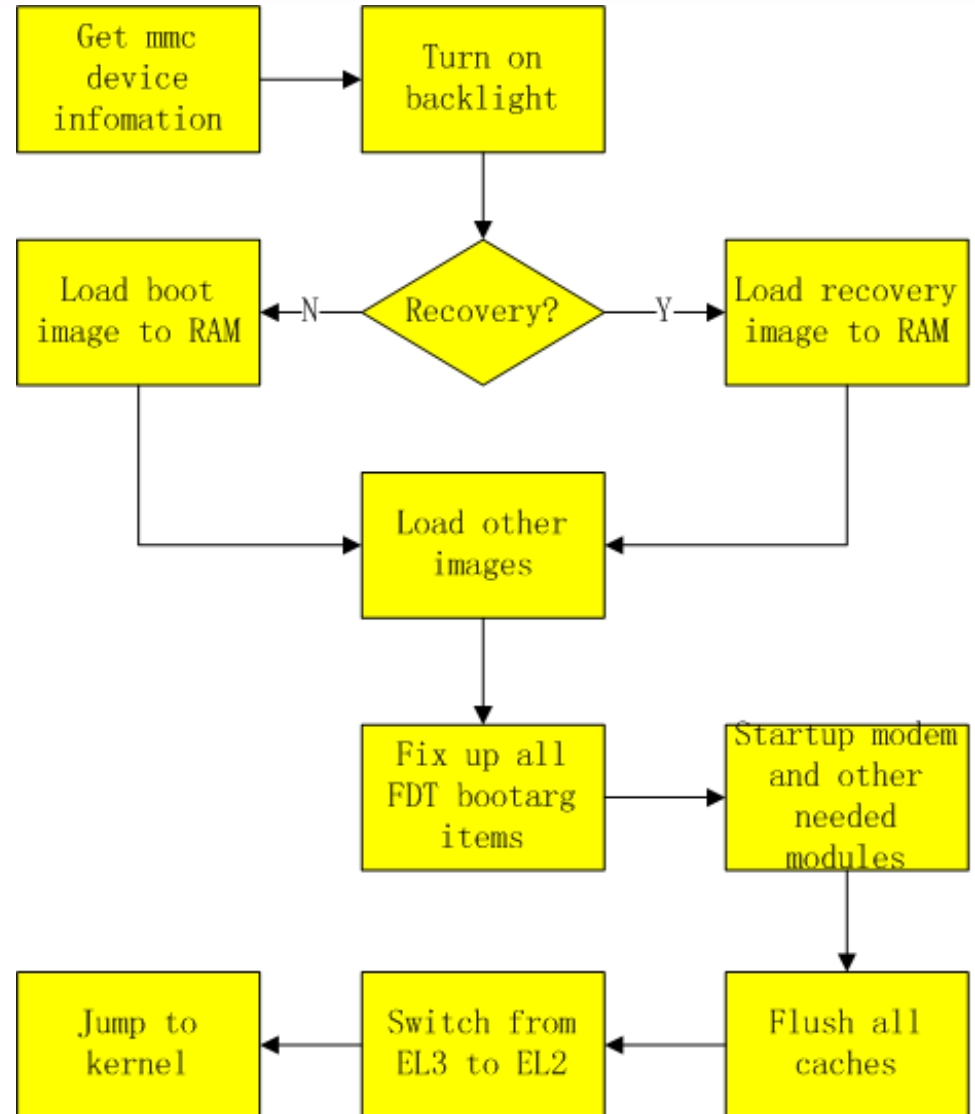 Get mmc
device
infomation
Turn on
backlight
Load boot
image to RAM
N
Recovery?
Y
Load recovery
image to RAM
Load other
images
Fix up all
FDT bootarg
items
Startup modem
and other
needed
modules
Jump to
kernel
Switch from
EL3 to EL2
Flush all
caches